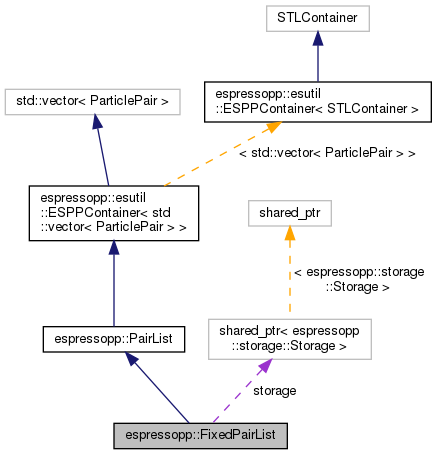 STLContainer
espressopp::esutil
::ESPPContainer< STLContainer >
std::vector< ParticlePair >
< std::vector< ParticlePair > >
espressopp::esutil
::ESPPContainer< std
::vector< ParticlePair > >
shared_ptr
< espressopp::storage
::Storage >
espressopp::PairList
shared_ptr< espressopp
::storage::Storage >
storage
espressopp::FixedPairList